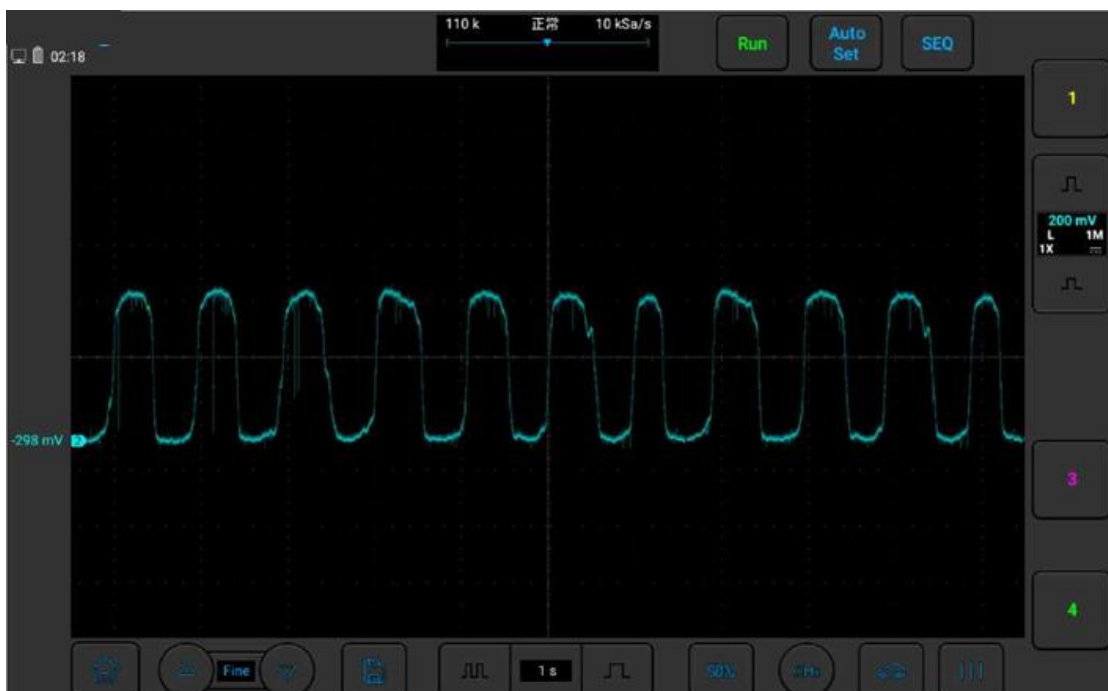 110 k 正常 10 kSa/s
Run
Auto
Set
SEQ
02:18
1
200 mV
L 1M
1X
-298 mV
2
3
4
Fine
1 s
50%